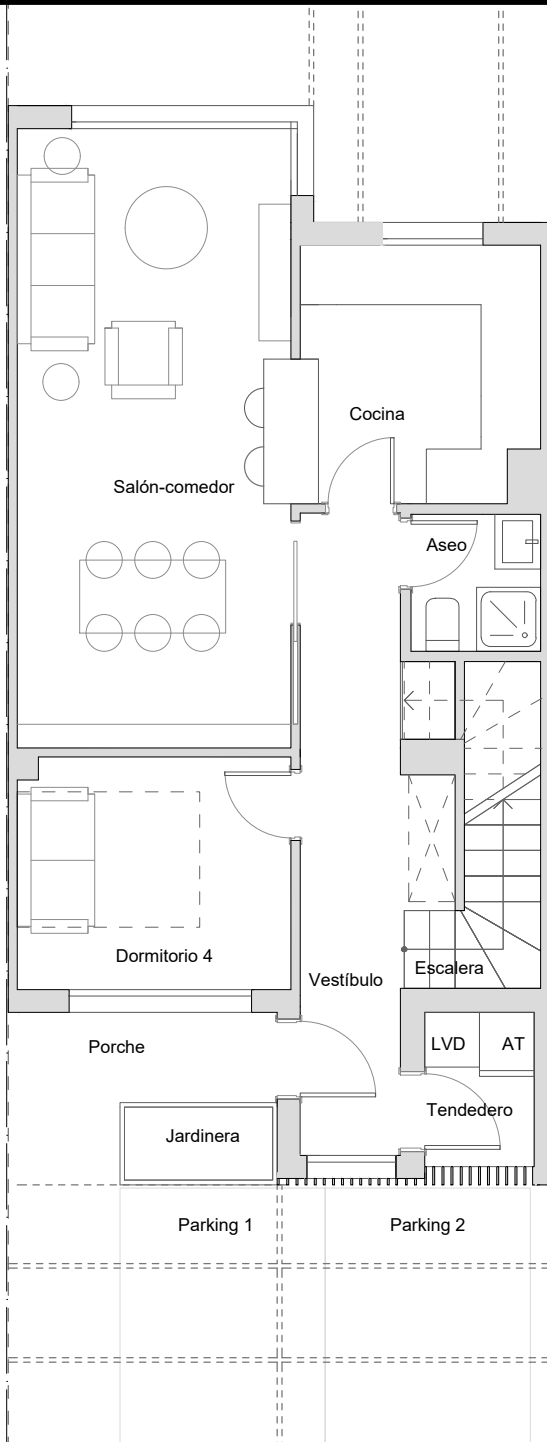 Cocina
Salón-comedor
Aseo
Dormitorio 4
Vestíbulo
Escalera
Porche
LVD
AT
Tendedero
Jardinera
Parking 1
Parking 2